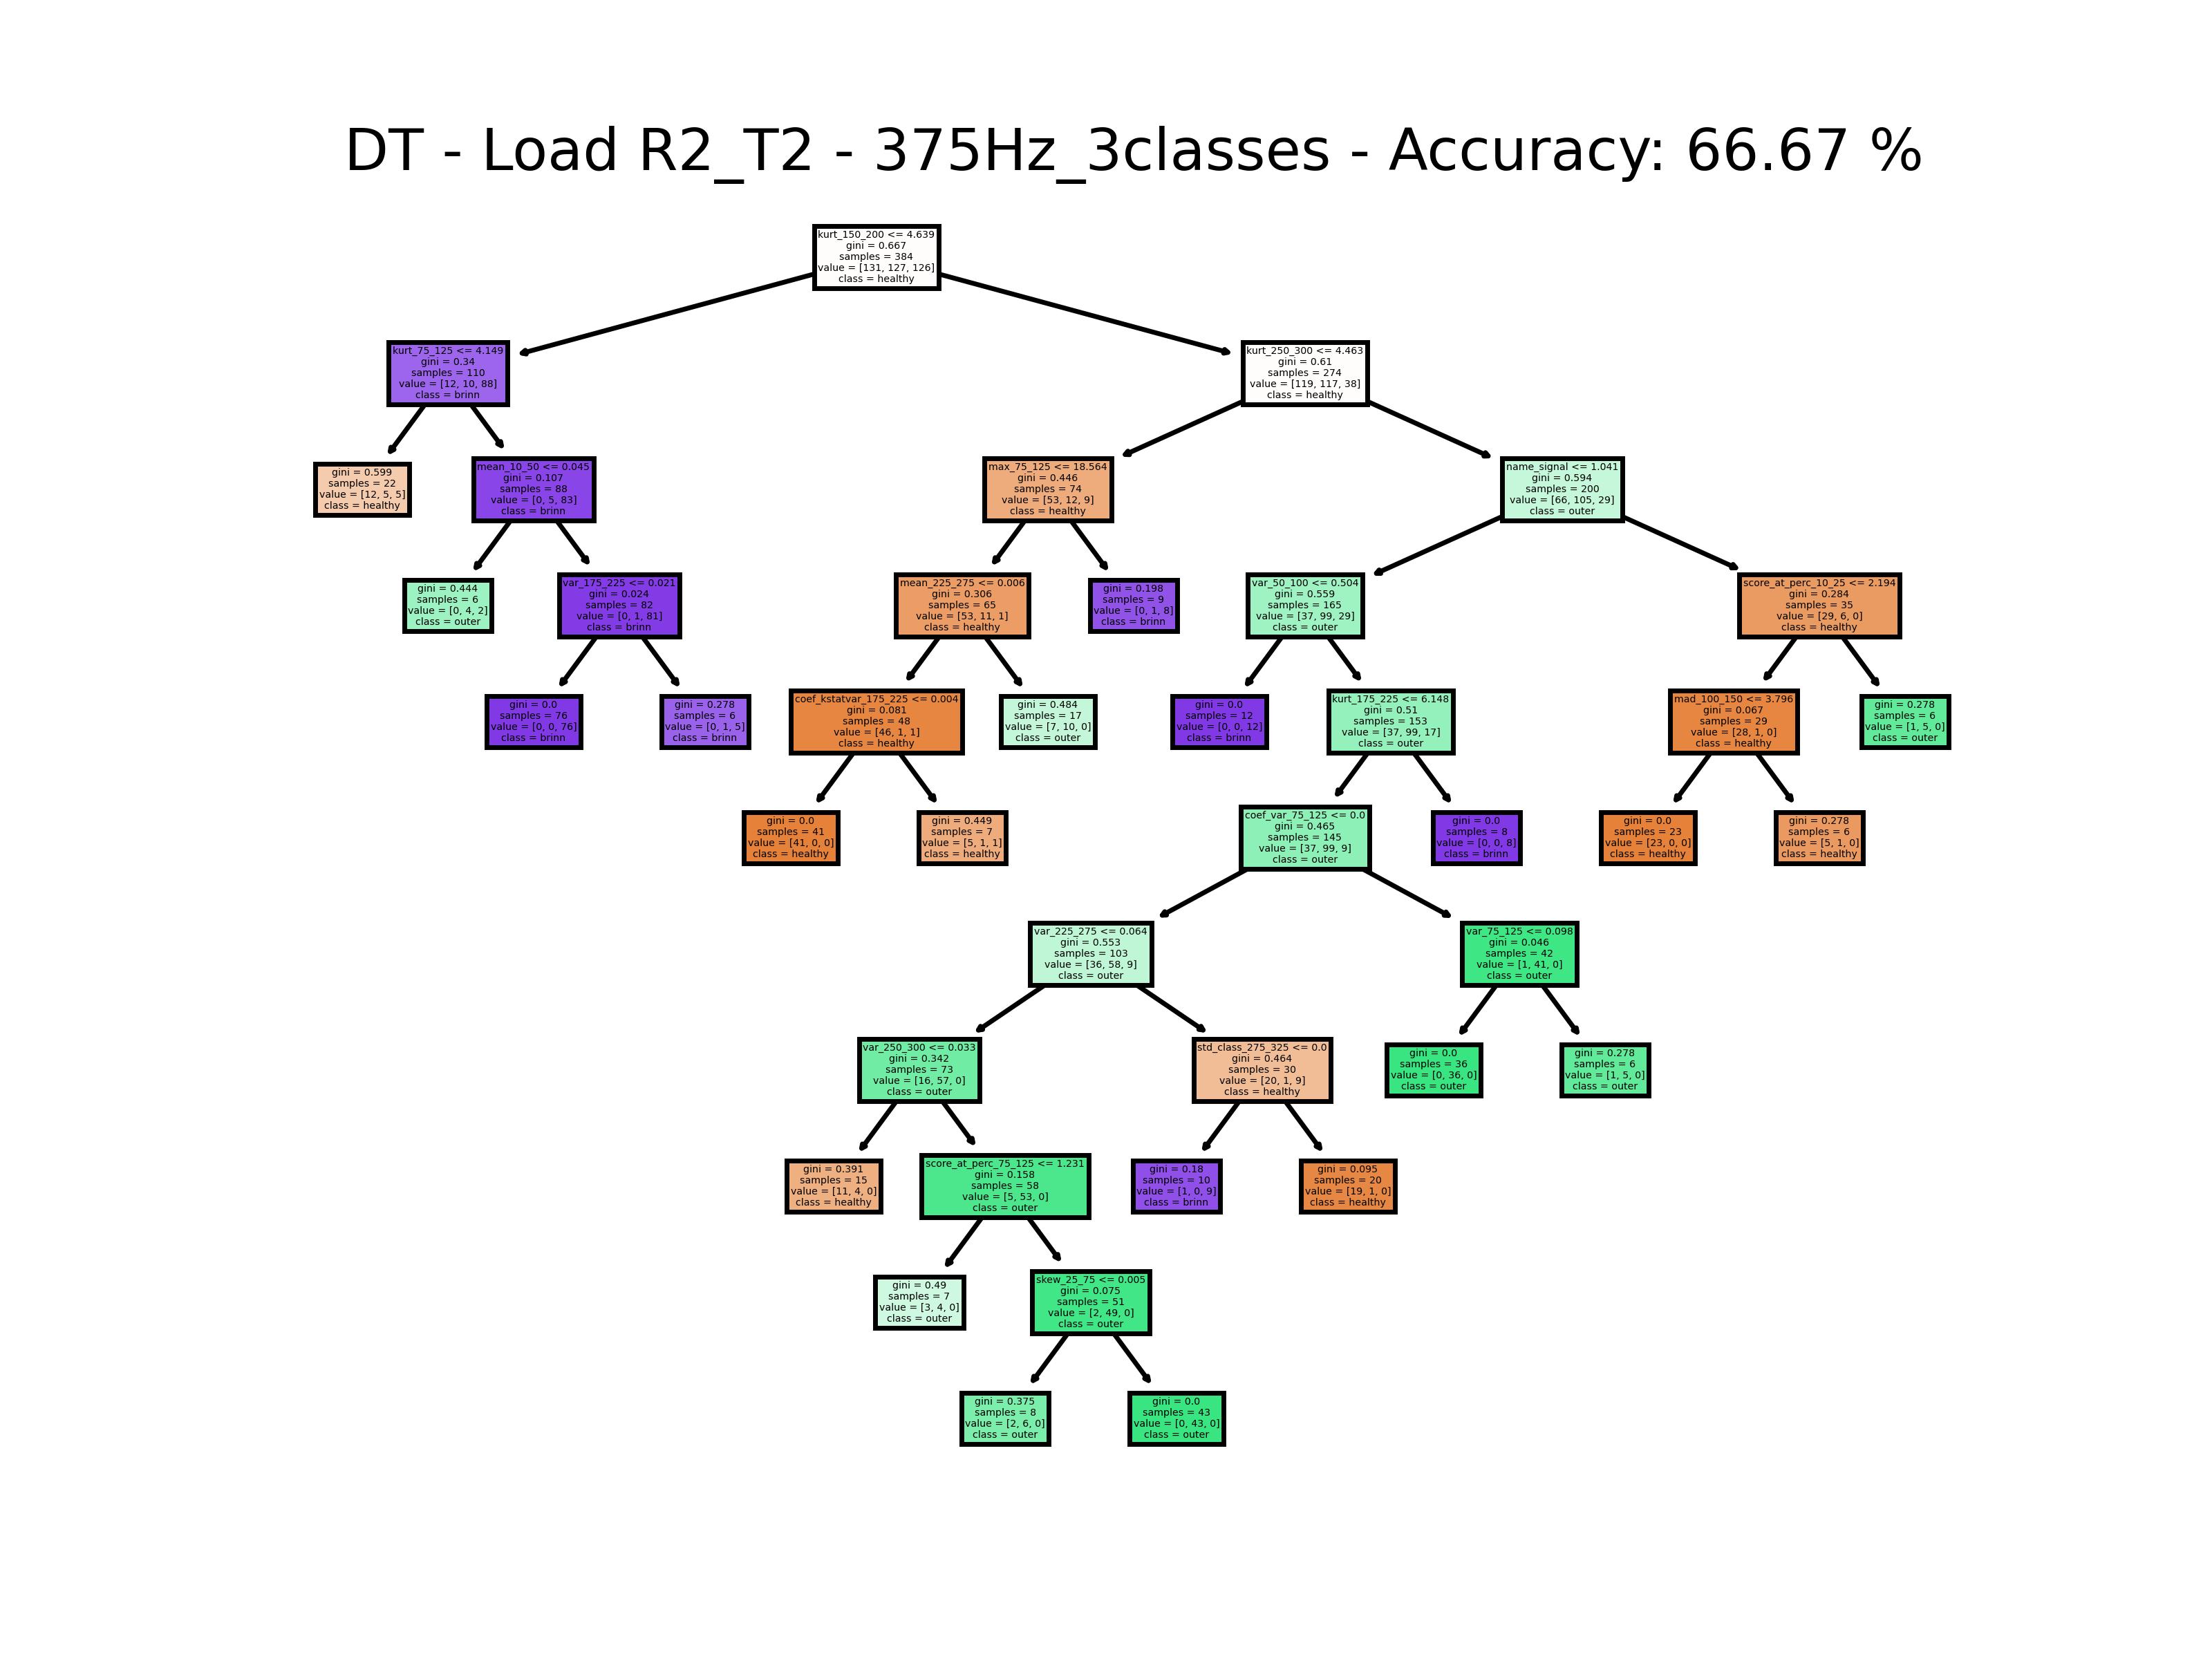 DT - Load R2_T2 - 375Hz_3classes - Accuracy: 66.67 %
kurt_150_200 <= 4.639
gini = 0.667
samples = 384
value = [131, 127, 126]
class = healthy
kurt_75_125 <= 4.149
gini = 0.34
samples = 110
value = [12, 10, 88]
class = brinn
kurt_250_300 <= 4.463
gini = 0.61
samples = 274
value = [119, 117, 38]
class = healthy
gini = 0.599
samples = 22
value = [12, 5, 5]
class = healthy
mean_10_50 <= 0.045
gini = 0.107
samples = 88
value = [0, 5, 83]
class = brinn
max_75_125 <= 18.564
gini = 0.446
samples = 74
value = [53, 12, 9]
class = healthy
name_signal <= 1.041
gini = 0.594
samples = 200
value = [66, 105, 29]
class = outer
gini = 0.444
samples = 6
value = [0, 4, 2]
class = outer
var_175_225 <= 0.021
gini = 0.024
samples = 82
value = [0, 1, 81]
class = brinn
mean_225_275 <= 0.006
gini = 0.306
samples = 65
value = [53, 11, 1]
class = healthy
gini = 0.198
samples = 9
value = [0, 1, 8]
class = brinn
var_50_100 <= 0.504
gini = 0.559
samples = 165
value = [37, 99, 29]
class = outer
score_at_perc_10_25 <= 2.194
gini = 0.284
samples = 35
value = [29, 6, 0]
class = healthy
gini = 0.0
samples = 76
value = [0, 0, 76]
class = brinn
gini = 0.278
samples = 6
value = [0, 1, 5]
class = brinn
coef_kstatvar_175_225 <= 0.004
gini = 0.081
samples = 48
value = [46, 1, 1]
class = healthy
gini = 0.484
samples = 17
value = [7, 10, 0]
class = outer
gini = 0.0
samples = 12
value = [0, 0, 12]
class = brinn
kurt_175_225 <= 6.148
gini = 0.51
samples = 153
value = [37, 99, 17]
class = outer
mad_100_150 <= 3.796
gini = 0.067
samples = 29
value = [28, 1, 0]
class = healthy
gini = 0.278
samples = 6
value = [1, 5, 0]
class = outer
gini = 0.0
samples = 41
value = [41, 0, 0]
class = healthy
gini = 0.449
samples = 7
value = [5, 1, 1]
class = healthy
coef_var_75_125 <= 0.0
gini = 0.465
samples = 145
value = [37, 99, 9]
class = outer
gini = 0.0
samples = 8
value = [0, 0, 8]
class = brinn
gini = 0.0
samples = 23
value = [23, 0, 0]
class = healthy
gini = 0.278
samples = 6
value = [5, 1, 0]
class = healthy
var_225_275 <= 0.064
gini = 0.553
samples = 103
value = [36, 58, 9]
class = outer
var_75_125 <= 0.098
gini = 0.046
samples = 42
value = [1, 41, 0]
class = outer
var_250_300 <= 0.033
gini = 0.342
samples = 73
value = [16, 57, 0]
class = outer
std_class_275_325 <= 0.0
gini = 0.464
samples = 30
value = [20, 1, 9]
class = healthy
gini = 0.0
samples = 36
value = [0, 36, 0]
class = outer
gini = 0.278
samples = 6
value = [1, 5, 0]
class = outer
gini = 0.391
samples = 15
value = [11, 4, 0]
class = healthy
score_at_perc_75_125 <= 1.231
gini = 0.158
samples = 58
value = [5, 53, 0]
class = outer
gini = 0.18
samples = 10
value = [1, 0, 9]
class = brinn
gini = 0.095
samples = 20
value = [19, 1, 0]
class = healthy
gini = 0.49
samples = 7
value = [3, 4, 0]
class = outer
skew_25_75 <= 0.005
gini = 0.075
samples = 51
value = [2, 49, 0]
class = outer
gini = 0.375
samples = 8
value = [2, 6, 0]
class = outer
gini = 0.0
samples = 43
value = [0, 43, 0]
class = outer